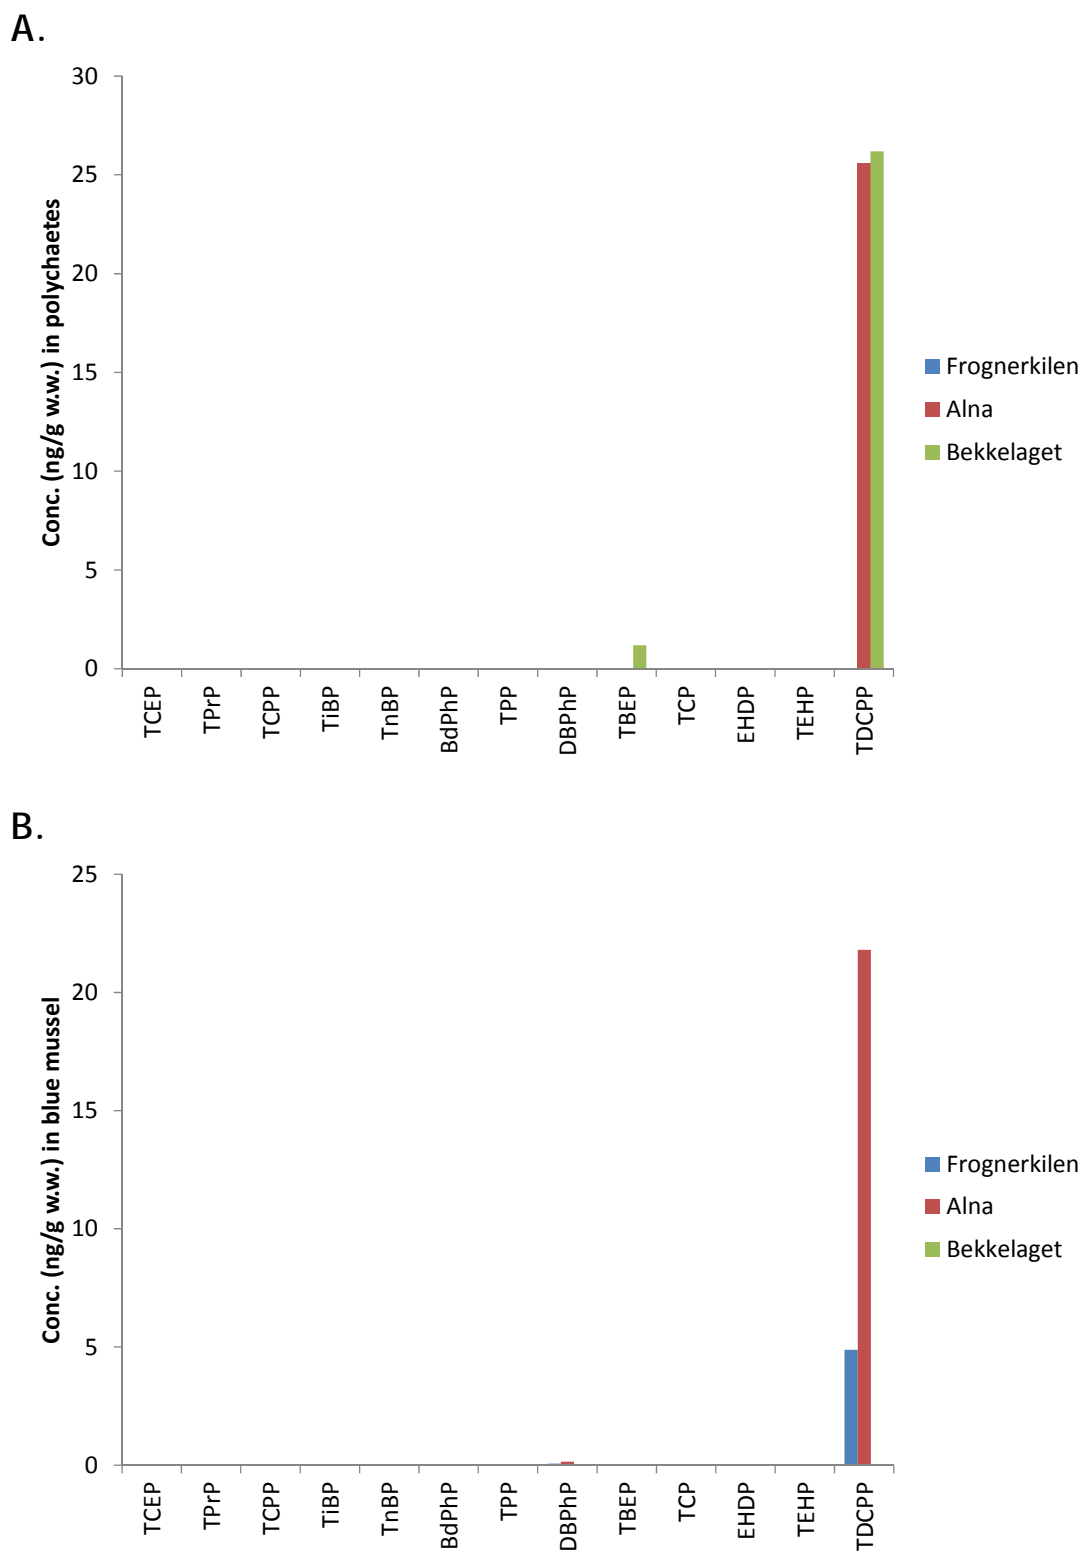 A.
30
25
20
15
10
5
0
Conc. (ng/g w.w.) in polychaetes
TCEP
TPrP
TCPP
TiBP
TnBP
BdPhP
TPP
DBPhP
TBEP
TCP
EHDP
TEHP
TDCPP
Frognerkilen
Alna
Bekkelaget
B.
25
20
15
10
5
0
Conc. (ng/g w.w.) in blue mussel
TCEP
TPrP
TCPP
TiBP
TnBP
BdPhP
TPP
DBPhP
TBEP
TCP
EHDP
TEHP
TDCPP
Frognerkilen
Alna
Bekkelaget